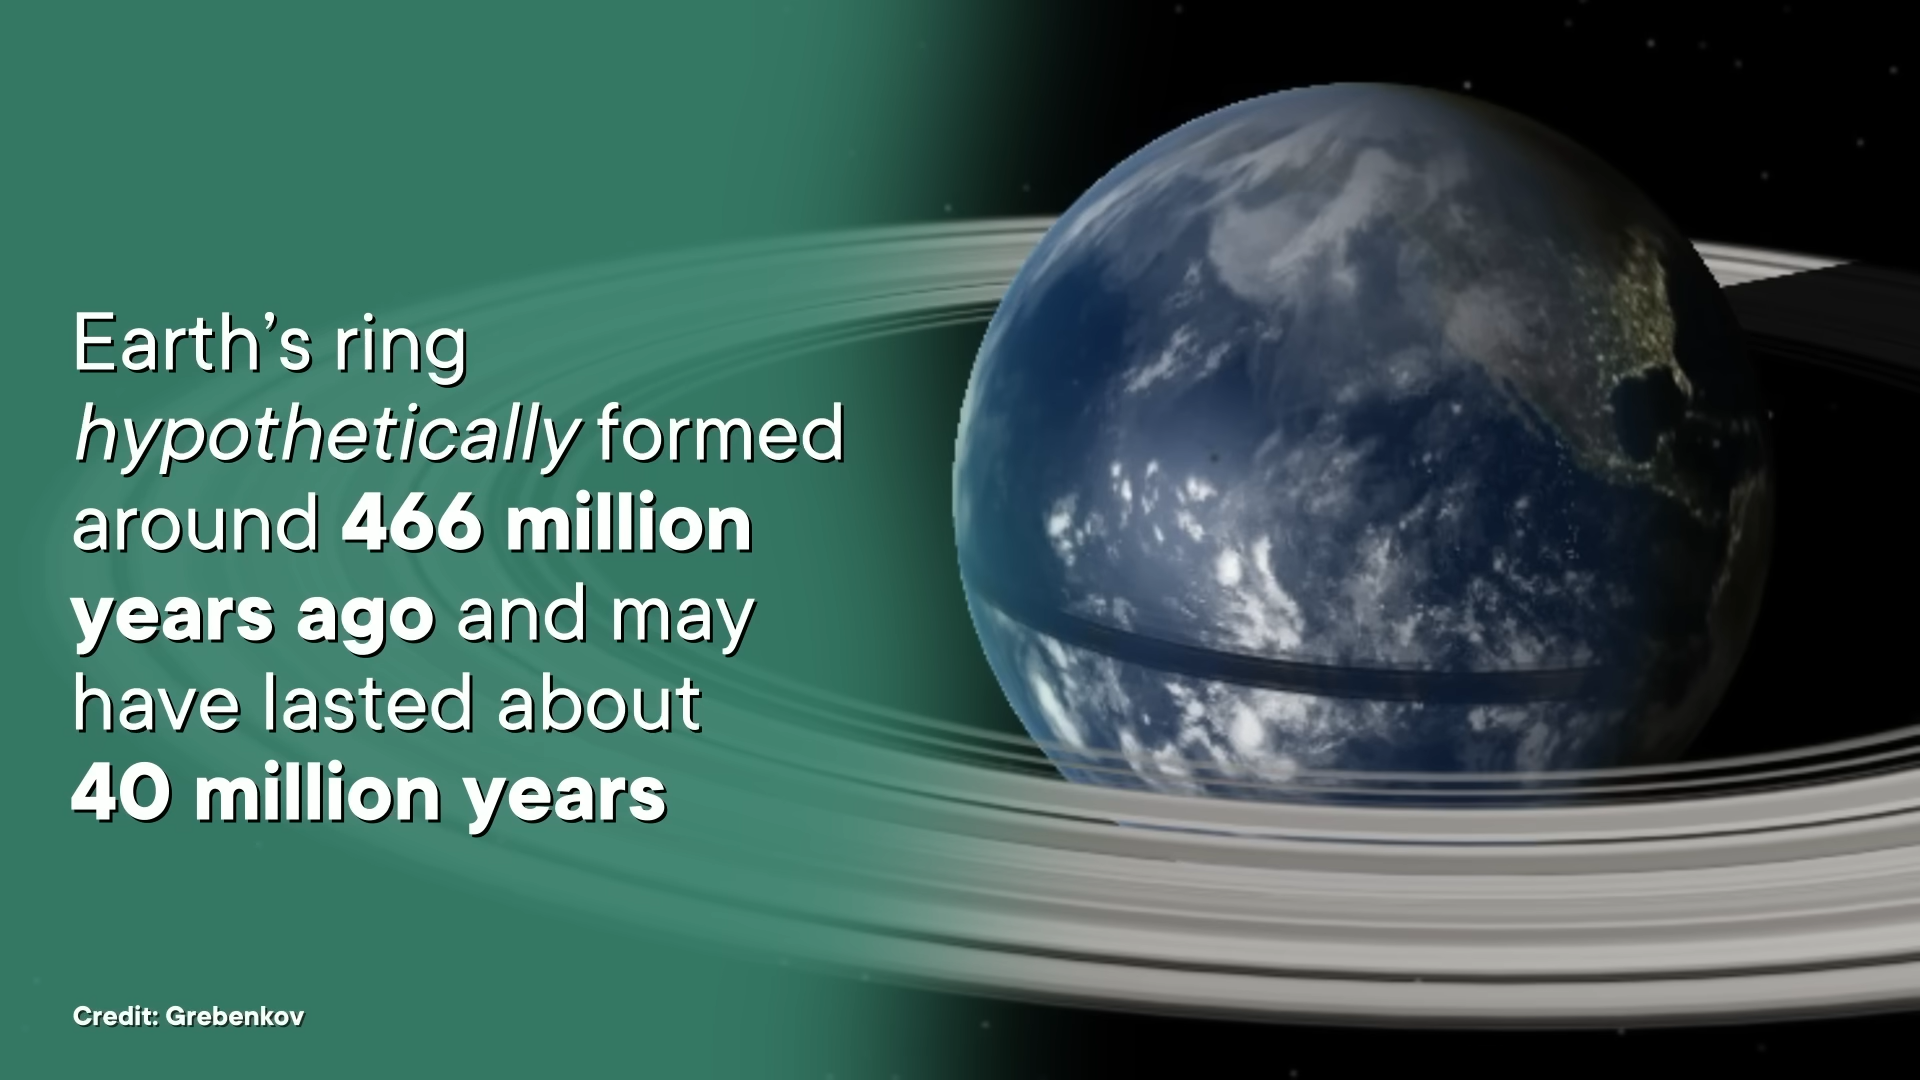 Earth’s ring
hypothetically formed
around 466 million
years ago and may
have lasted about
40 million years
Credit: Grebenkov